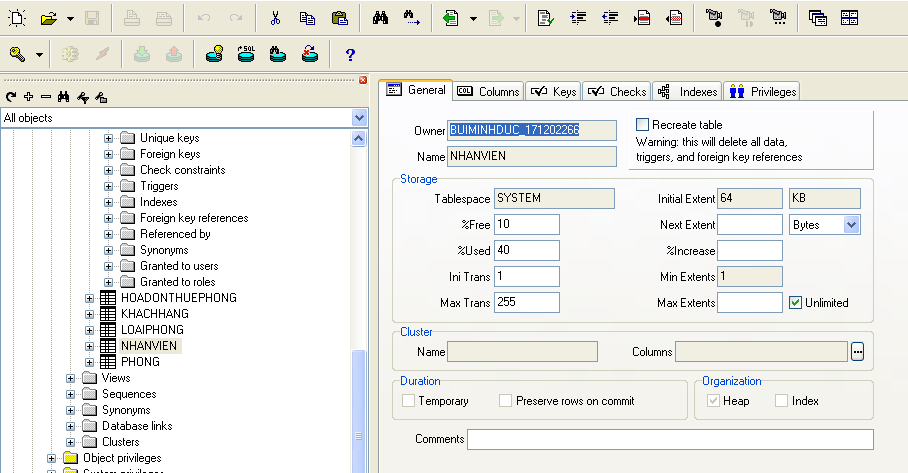 SQL
?
All objects
Unique keys
Foreign keys
Check constraints
Triggers
Indexes
Foreign key references
Referenced by
Synonyms
Granted to users
Granted to roles
HOADONTHUEPHONG
KHACHHANG
LOAIPHONG
NHANVIEN
PHONG
Views
Sequences
Synonyms
Database links
Clusters
Object privileges
System privileges
General COL Columns Keys Checks Indexes Privileges
Owner BUIMINHDUC_171202266
Name NHANVIEN
Recreate table
Warning: this will delete all data,
triggers, and foreign key references
Storage
Tablespace SYSTEM Initial Extent 64 KB
%Free 10 Next Extent Bytes
%Used 40 %Increase
Ini Trans 1 Min Extents 1
Max Trans 255 Max Extents Unlimited
Cluster
Name Columns ...
Duration Organization
Temporary Preserve rows on commit Heap Index
Comments